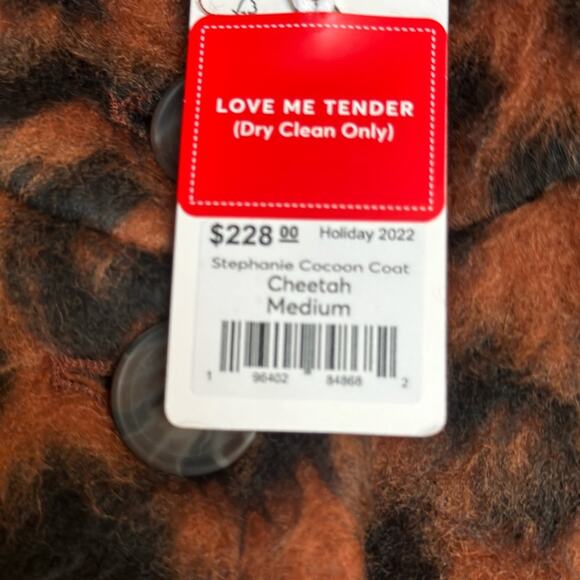 LOVE ME TENDER
(Dry Clean Only)
$228 00 Holiday 2022
Stephanie Cocoon Coat
Cheetah
Medium
1 96402 84868 2